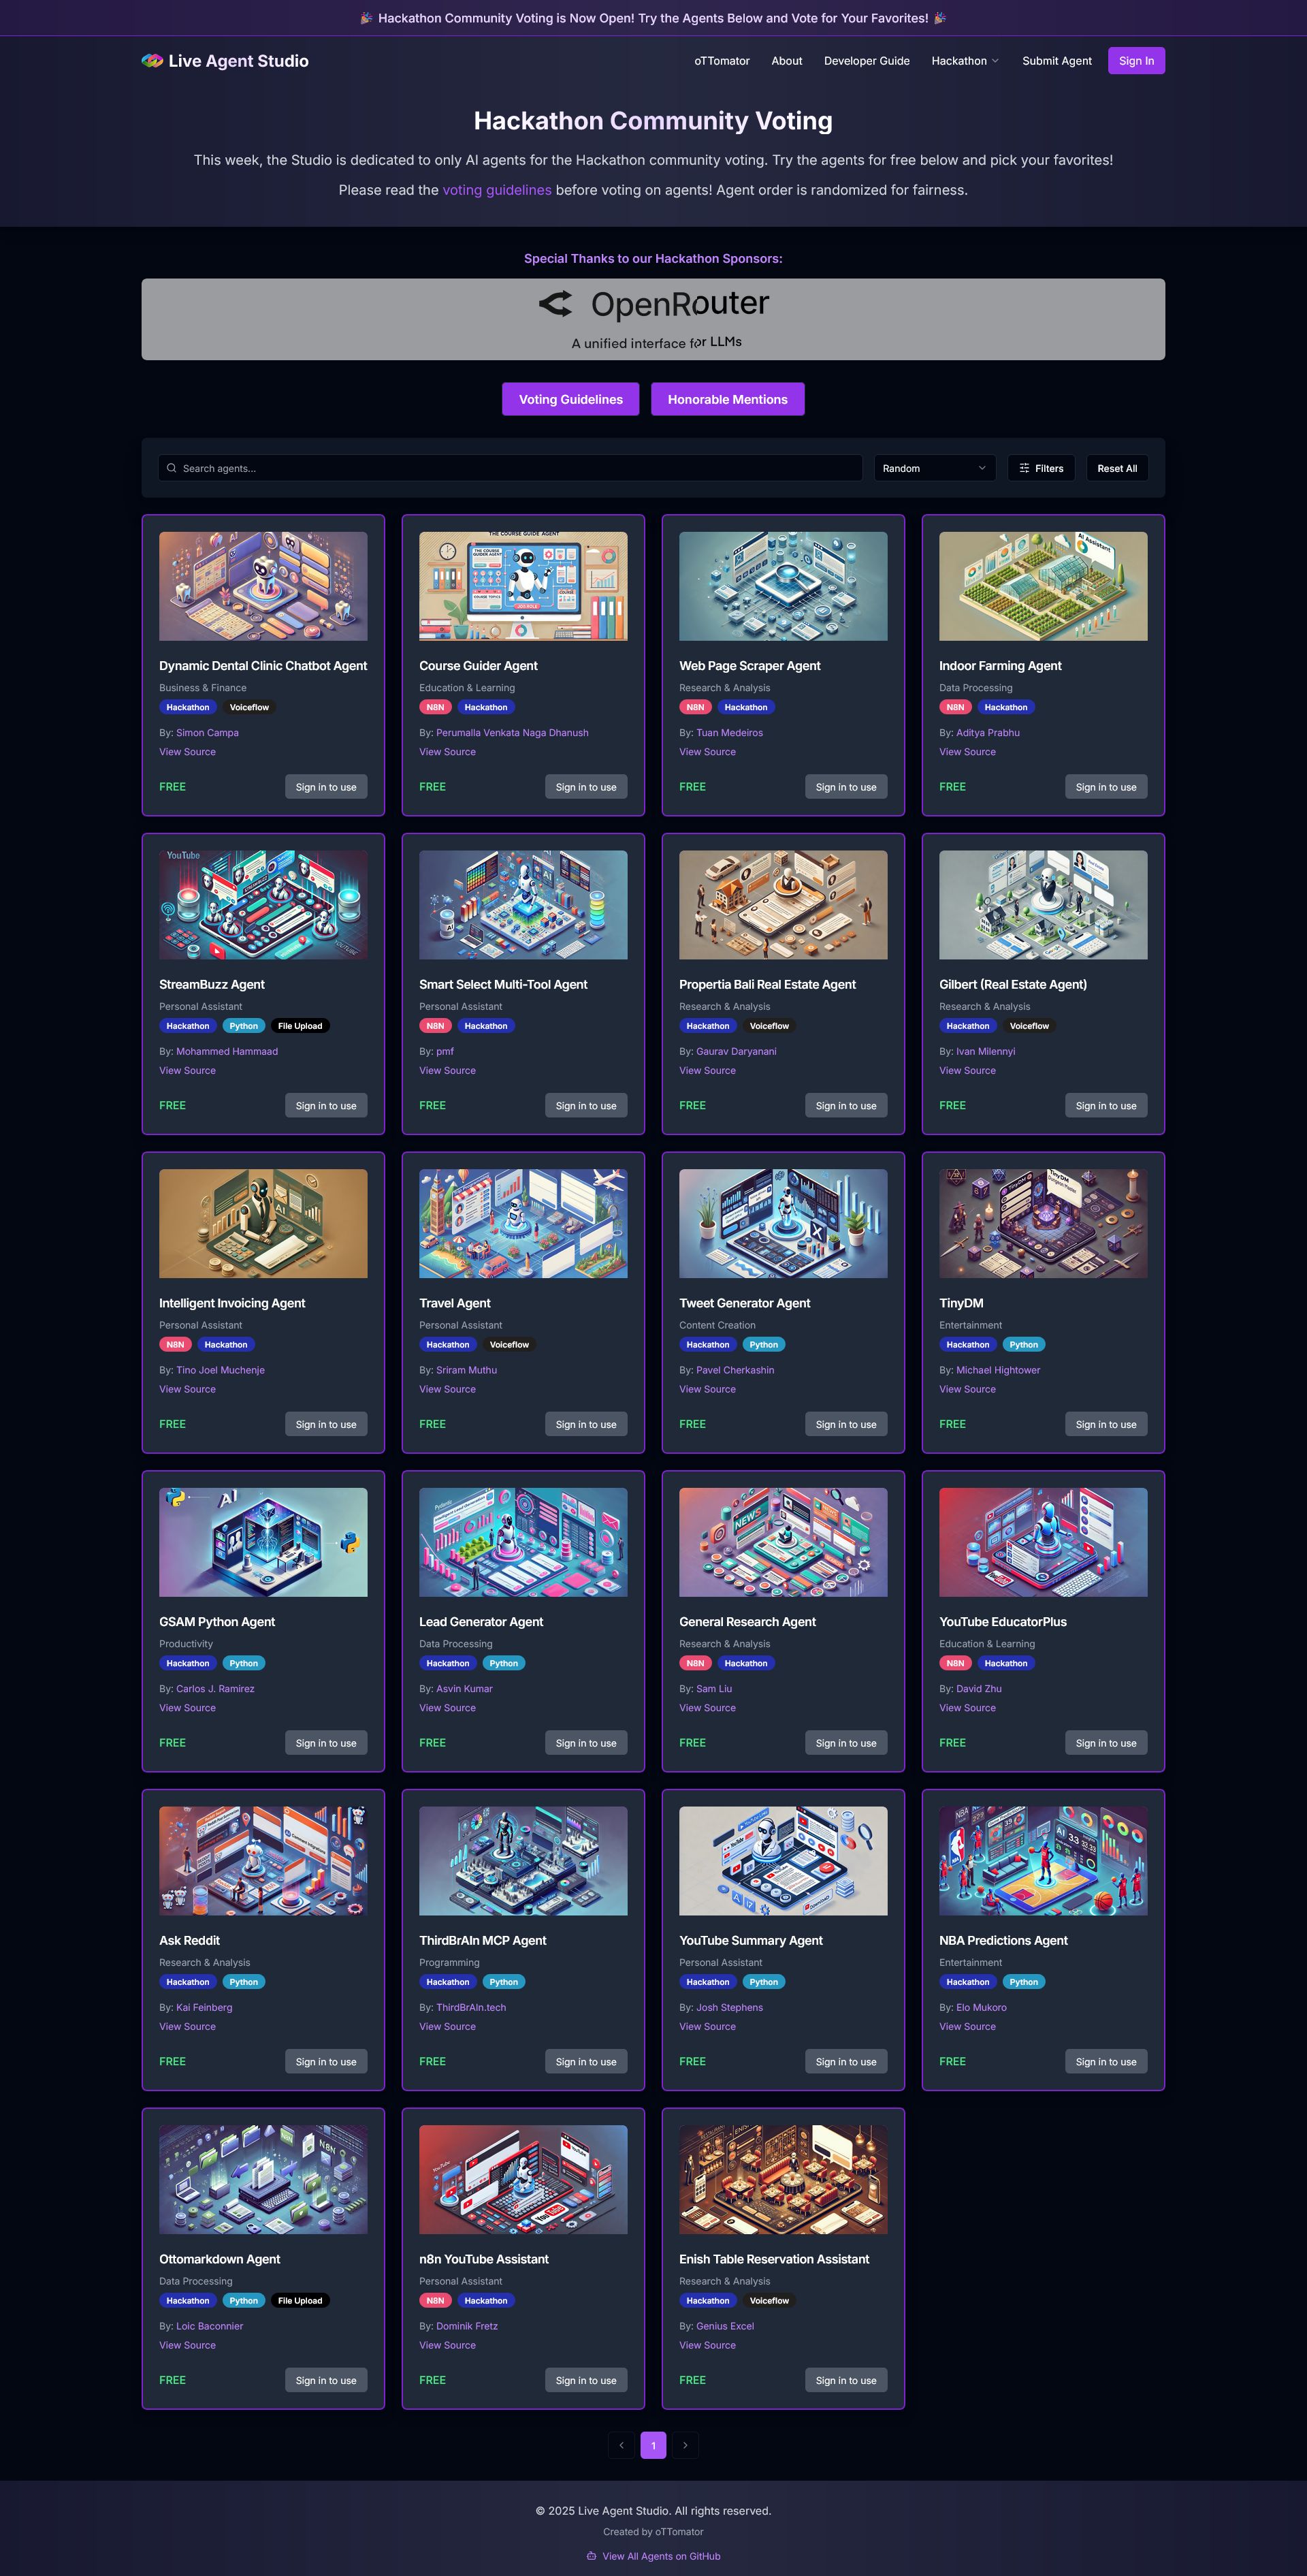 🎉 Hackathon Community Voting is Now Open! Try the Agents Below and Vote for Your Favorites! 🎉
Live Agent Studio
oTTomator
About
Developer Guide
Hackathon
Submit Agent
Sign In
Hackathon Community Voting
This week, the Studio is dedicated to only AI agents for the Hackathon community voting. Try the agents for free below and pick your favorites!
Please read the voting guidelines before voting on agents! Agent order is randomized for fairness.
Special Thanks to our Hackathon Sponsors:
OpenRouter
A unified interface for LLMs
Voting Guidelines
Honorable Mentions
Search agents...
Random
Filters
Reset All
Dynamic Dental Clinic Chatbot Agent
Business & Finance
Hackathon
Voiceflow
By: Simon Campa
View Source
FREE
Sign in to use
THE COURSE GUIDE AGENT
Course Guider Agent
Education & Learning
N8N
Hackathon
By: Perumalla Venkata Naga Dhanush
View Source
FREE
Sign in to use
Web Page Scraper Agent
Research & Analysis
N8N
Hackathon
By: Tuan Medeiros
View Source
FREE
Sign in to use
AI Assistant
Indoor Farming Agent
Data Processing
N8N
Hackathon
By: Aditya Prabhu
View Source
FREE
Sign in to use
YouTube
StreamBuzz Agent
Personal Assistant
Hackathon
Python
File Upload
By: Mohammed Hammaad
View Source
FREE
Sign in to use
Smart Select Multi-Tool Agent
Personal Assistant
N8N
Hackathon
By: pmf
View Source
FREE
Sign in to use
Propertia Bali Real Estate Agent
Research & Analysis
Hackathon
Voiceflow
By: Gaurav Daryanani
View Source
FREE
Sign in to use
Gilbert (Real Estate Agent)
Research & Analysis
Hackathon
Voiceflow
By: Ivan Milennyi
View Source
FREE
Sign in to use
AI
Intelligent Invoicing Agent
Personal Assistant
N8N
Hackathon
By: Tino Joel Muchenje
View Source
FREE
Sign in to use
Travel Agent
Personal Assistant
Hackathon
Voiceflow
By: Sriram Muthu
View Source
FREE
Sign in to use
X
Tweet Generator Agent
Content Creation
Hackathon
Python
By: Pavel Cherkashin
View Source
FREE
Sign in to use
TinyDM
TinyDM
Entertainment
Hackathon
Python
By: Michael Hightower
View Source
FREE
Sign in to use
AI
GSAM Python Agent
Productivity
Hackathon
Python
By: Carlos J. Ramirez
View Source
FREE
Sign in to use
Lead Generator Agent
Data Processing
Hackathon
Python
By: Asvin Kumar
View Source
FREE
Sign in to use
NEWS
General Research Agent
Research & Analysis
N8N
Hackathon
By: Sam Liu
View Source
FREE
Sign in to use
YouTube EducatorPlus
Education & Learning
N8N
Hackathon
By: David Zhu
View Source
FREE
Sign in to use
Ask Reddit
Research & Analysis
Hackathon
Python
By: Kai Feinberg
View Source
FREE
Sign in to use
ThirdBrAIn MCP Agent
Programming
Hackathon
Python
By: ThirdBrAIn.tech
View Source
FREE
Sign in to use
YouTube Summary Agent
Personal Assistant
Hackathon
Python
By: Josh Stephens
View Source
FREE
Sign in to use
NBA
NBA Predictions Agent
Entertainment
Hackathon
Python
By: Elo Mukoro
View Source
FREE
Sign in to use
N8N
Ottomarkdown Agent
Data Processing
Hackathon
Python
File Upload
By: Loic Baconnier
View Source
FREE
Sign in to use
n8n YouTube Assistant
Personal Assistant
N8N
Hackathon
By: Dominik Fretz
View Source
FREE
Sign in to use
Enish Table Reservation Assistant
Research & Analysis
Hackathon
Voiceflow
By: Genius Excel
View Source
FREE
Sign in to use
1
© 2025 Live Agent Studio. All rights reserved.
Created by oTTomator
View All Agents on GitHub